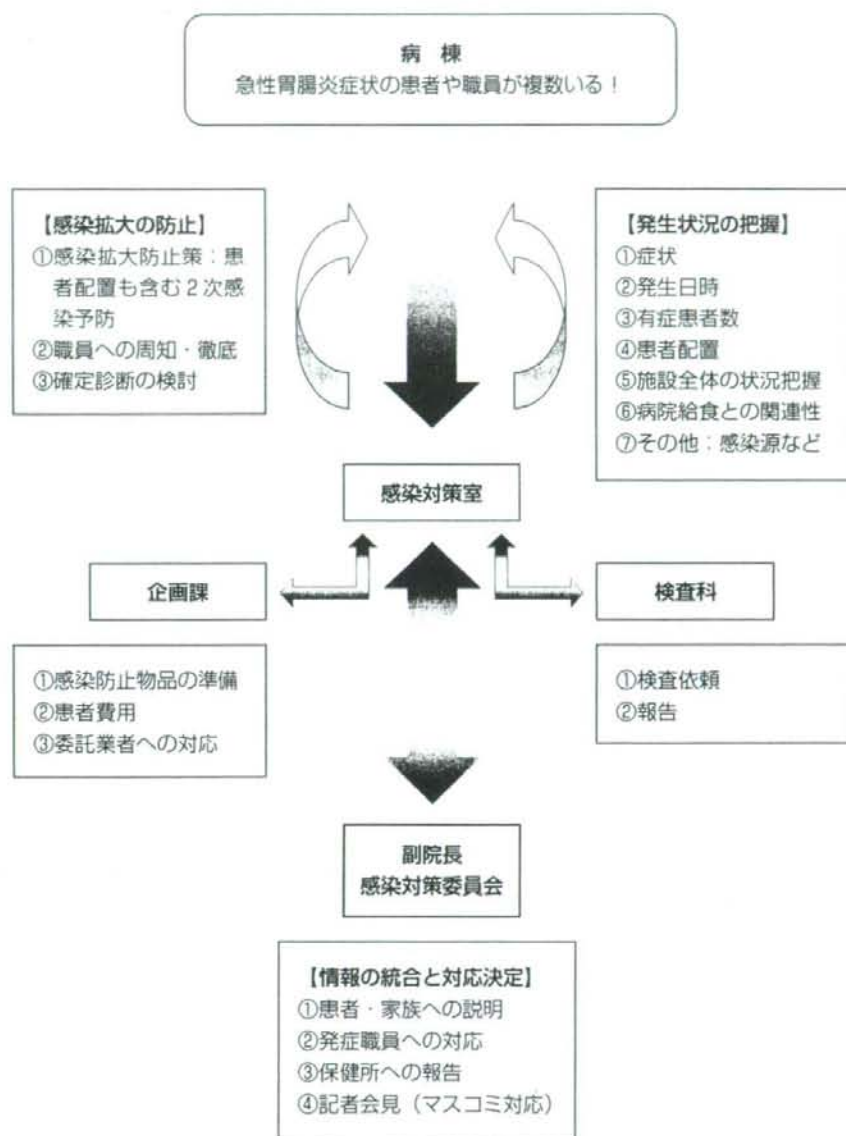 病 棟
急性胃腸炎症状の患者や職員が複数いる！
【感染拡大の防止】
①感染拡大防止策：患
者配置も含む２次感
染予防
②職員への周知・徹底
③確定診断の検討
【発生状況の把握】
①症状
②発生日時
③有症患者数
④患者配置
⑤施設全体の状況把握
⑥病院給食との関連性
⑦その他：感染源など
感染対策室
企画課
①感染防止物品の準備
②患者費用
③委託業者への対応
検査科
①検査依頼
②報告
副院長
感染対策委員会
【情報の統合と対応決定】
①患者・家族への説明
②発症職員への対応
③保健所への報告
④記者会見（マスコミ対応）